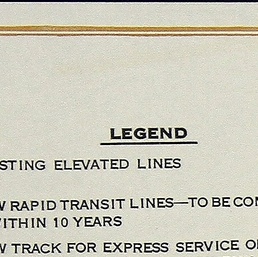 LEGEND
STING ELEVATED LINES
W RAPID TRANSIT LINES—TO BE COM
ITHIN 10 YEARS
W TRACK FOR EXPRESS SERVICE O